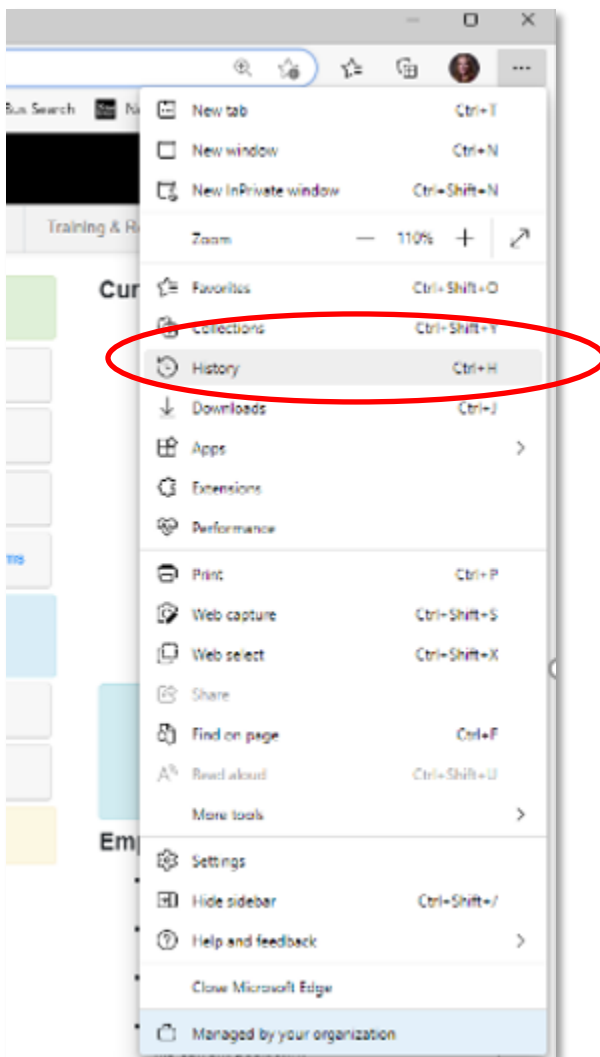 Bus Search
New tab Ctrl+T
New window Ctrl+N
New InPrivate window Ctrl+Shift+N
Training & R
Zoom — 110% +
Cur
Favorites Ctrl+Shift+O
Collections Ctrl+Shift+Y
History Ctrl+H
Downloads Ctrl+J
Apps
Extensions
Performance
ms
Print Ctrl+P
Web capture Ctrl+Shift+S
Web select Ctrl+Shift+X
Share
Find on page Ctrl+F
Read aloud Ctrl+Shift+U
More tools
Em
Settings
Hide sidebar Ctrl+Shift+/
Help and feedback
Close Microsoft Edge
Managed by your organization